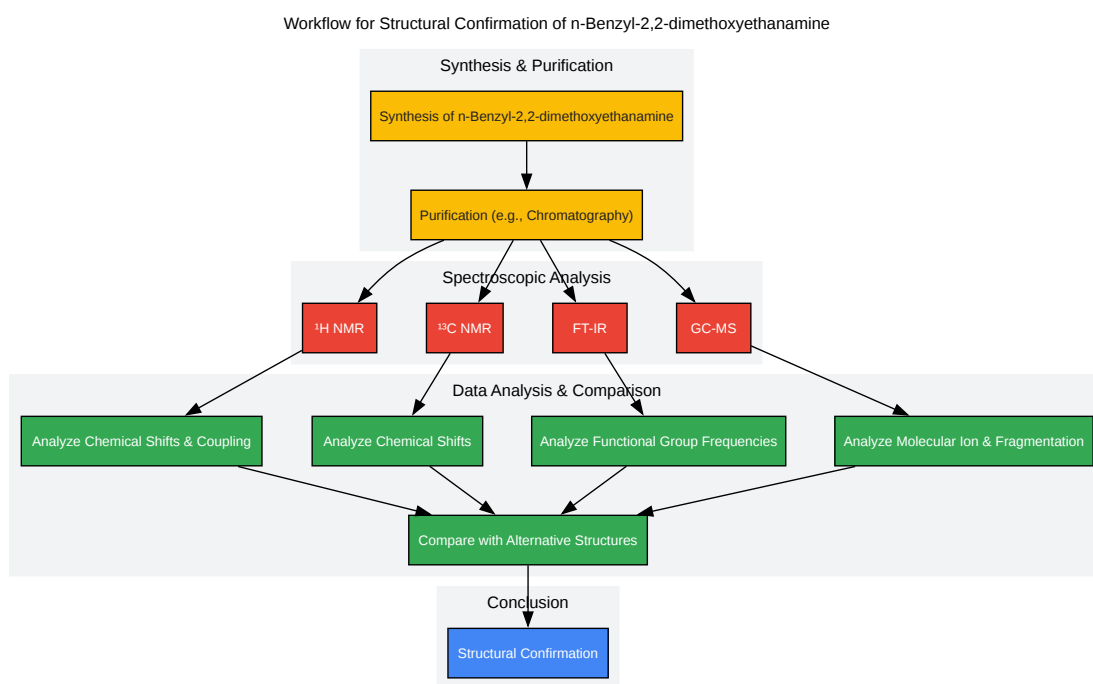 Workflow for Structural Confirmation of n-Benzyl-2,2-dimethoxyethanamine
Synthesis & Purification
Synthesis of n-Benzyl-2,2-dimethoxyethanamine
Purification (e.g., Chromatography)
Spectroscopic Analysis
¹H NMR
¹³C NMR
FT-IR
GC-MS
Data Analysis & Comparison
Analyze Chemical Shifts & Coupling
Analyze Chemical Shifts
Analyze Functional Group Frequencies
Analyze Molecular Ion & Fragmentation
Compare with Alternative Structures
Conclusion
Structural Confirmation